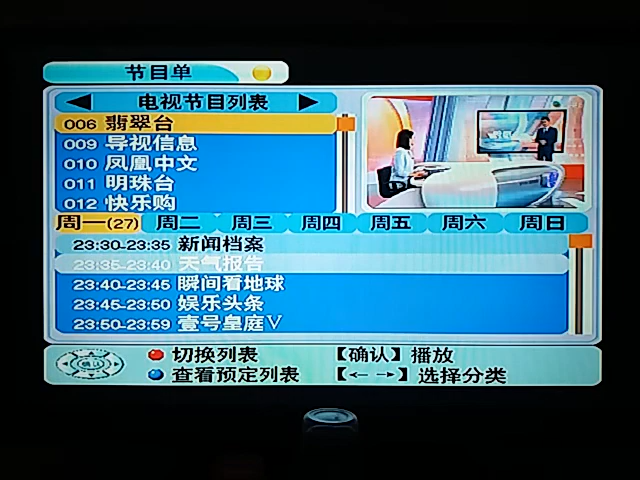 节目单
电视节目列表
006 翡翠台
009 导视信息
010 凤凰中文
011 明珠台
012 快乐购
周一(27) 周二 周三 周四 周五 周六 周日
23:30-23:35 新闻档案
23:35-23:40 天气报告
23:40-23:45 瞬间看地球
23:45-23:50 娱乐头条
23:50-23:59 壹号皇庭V
确认 切换列表 【确认】播放
查看预定列表 【←- -→】选择分类